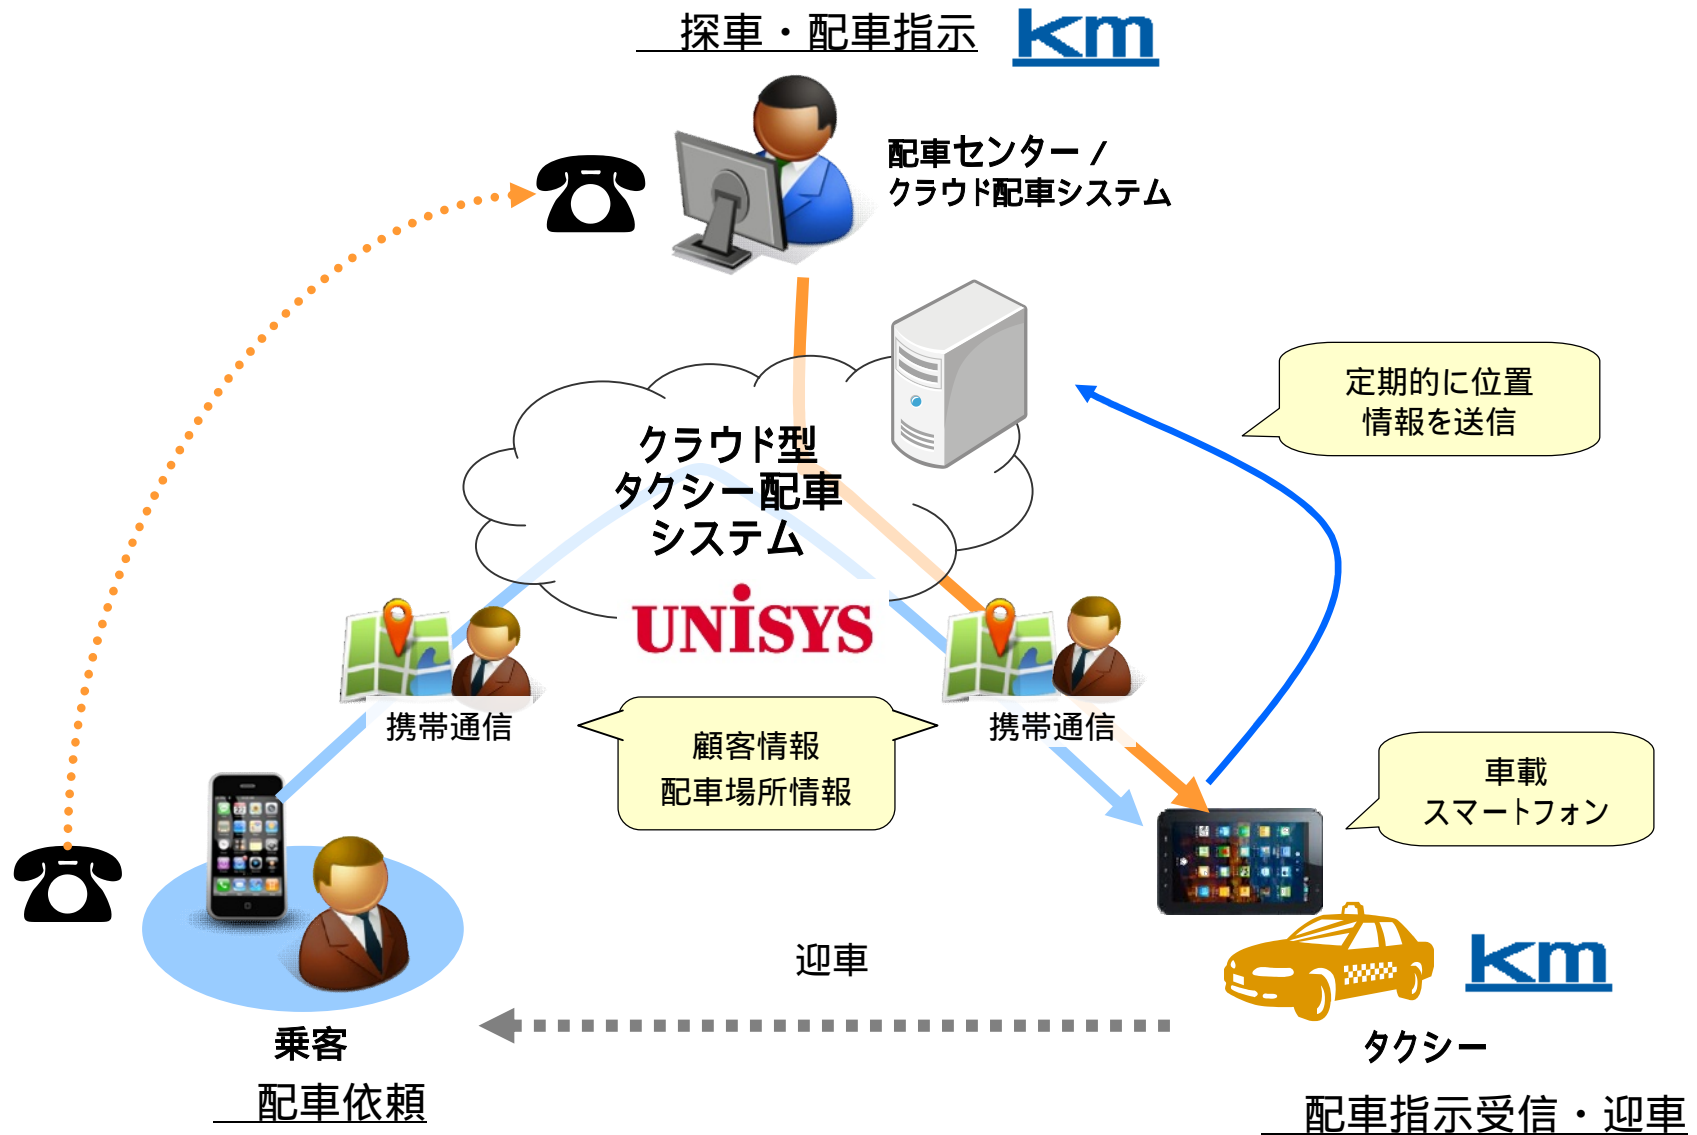 探車・配車指示
km
配車センター /
クラウド配車システム
定期的に位置
情報を送信
クラウド型
タクシー配車
システム
UNiSYS
携帯通信
携帯通信
顧客情報
配車場所情報
車載
スマートフォン
迎車
km
乗客
タクシー
配車依頼
配車指示受信・迎車